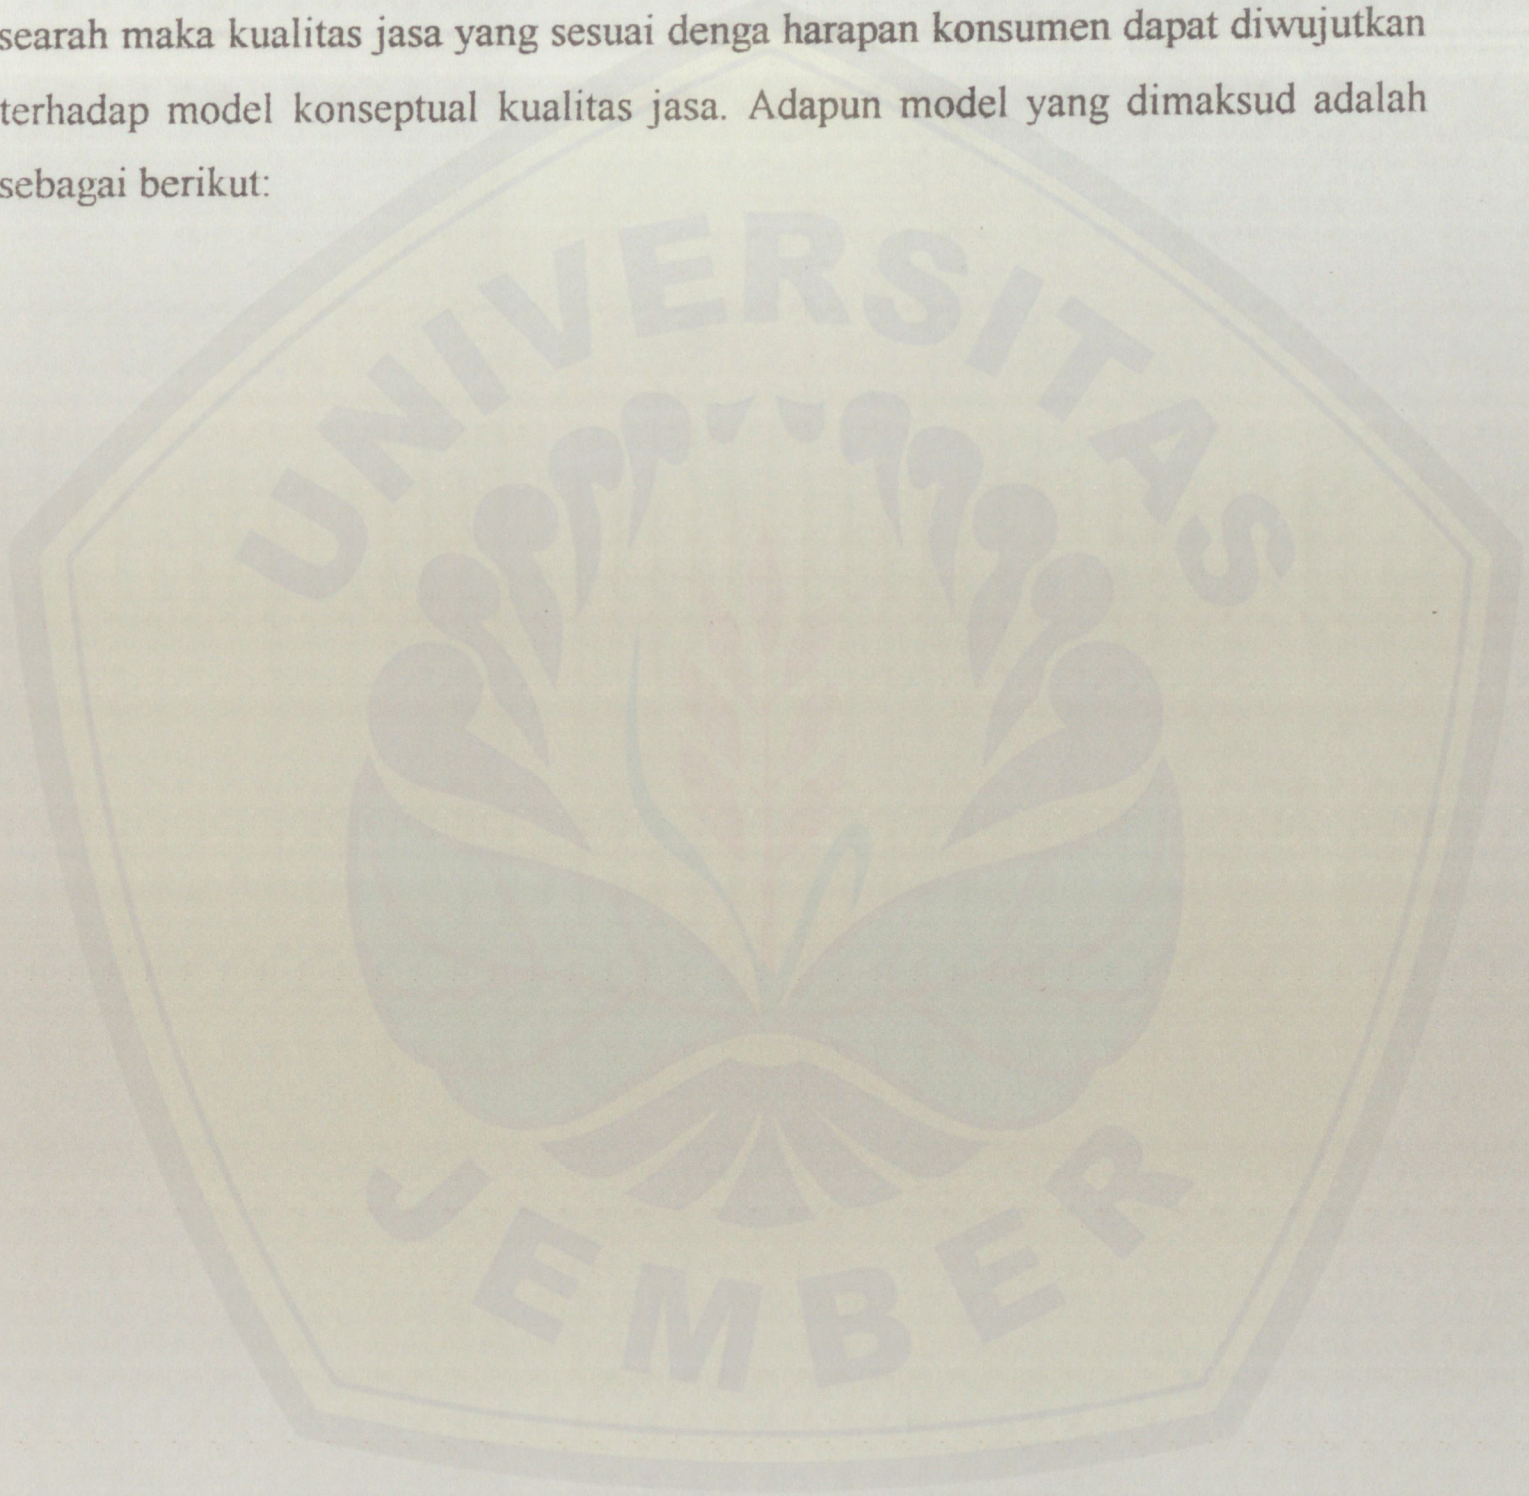 searah maka kualitas jasa yang sesuai denga harapan konsumen dapat diwujutkan
terhadap model konseptual kualitas jasa. Adapun model yang dimaksud adalah
sebagai berikut:
UNIVERSITAS
JEMBER